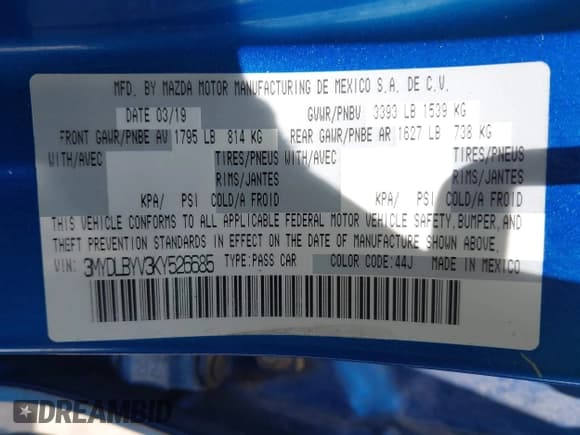 MFD. BY MAZDA MOTOR MANUFACTURING DE MEXICO S.A. DE C.V.
DATE 03/19 GVWR/PNBV 3393 LB 1539 KG
FRONT GAWR/PNBE AV 1795 LB 814 KG REAR GAWR/PNBE AR 1627 LB 738 KG
WITH/AVEC TIRES/PNEUS WITH/AVEC TIRES/PNEUS
RIMS/JANTES RIMS/JANTES
KPA/ PSI COLD/A FROID KPA/ PSI COLD/A FROID
THIS VEHICLE CONFORMS TO ALL APPLICABLE FEDERAL MOTOR VEHICLE SAFETY, BUMPER, AND
THEFT PREVENTION STANDARDS IN EFFECT ON THE DATE OF MANUFACTURE SHOWN ABOVE.
VIN: 3MYDLBYV3KY526685 TYPE:PASS CAR COLOR CODE:44J MADE IN MEXICO
DREAMBID